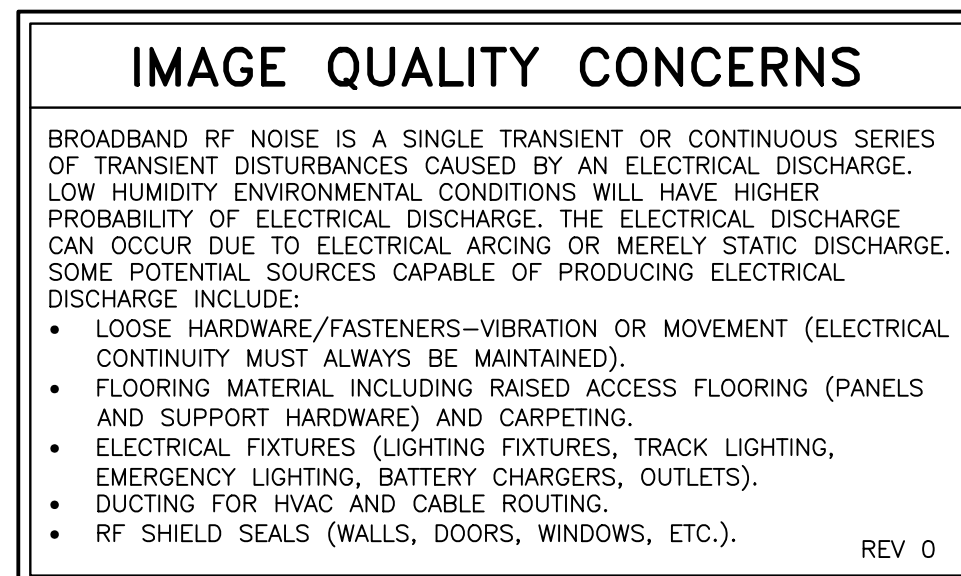 IMAGE QUALITY CONCERNS
BROADBAND RF NOISE IS A SINGLE TRANSIENT OR CONTINUOUS SERIES
OF TRANSIENT DISTURBANCES CAUSED BY AN ELECTRICAL DISCHARGE.
LOW HUMIDITY ENVIRONMENTAL CONDITIONS WILL HAVE HIGHER
PROBABILITY OF ELECTRICAL DISCHARGE. THE ELECTRICAL DISCHARGE
CAN OCCUR DUE TO ELECTRICAL ARCING OR MERELY STATIC DISCHARGE.
SOME POTENTIAL SOURCES CAPABLE OF PRODUCING ELECTRICAL
DISCHARGE INCLUDE:
• LOOSE HARDWARE/FASTENERS–VIBRATION OR MOVEMENT (ELECTRICAL
CONTINUITY MUST ALWAYS BE MAINTAINED).
• FLOORING MATERIAL INCLUDING RAISED ACCESS FLOORING (PANELS
AND SUPPORT HARDWARE) AND CARPETING.
• ELECTRICAL FIXTURES (LIGHTING FIXTURES, TRACK LIGHTING,
EMERGENCY LIGHTING, BATTERY CHARGERS, OUTLETS).
• DUCTING FOR HVAC AND CABLE ROUTING.
• RF SHIELD SEALS (WALLS, DOORS, WINDOWS, ETC.).
REV 0